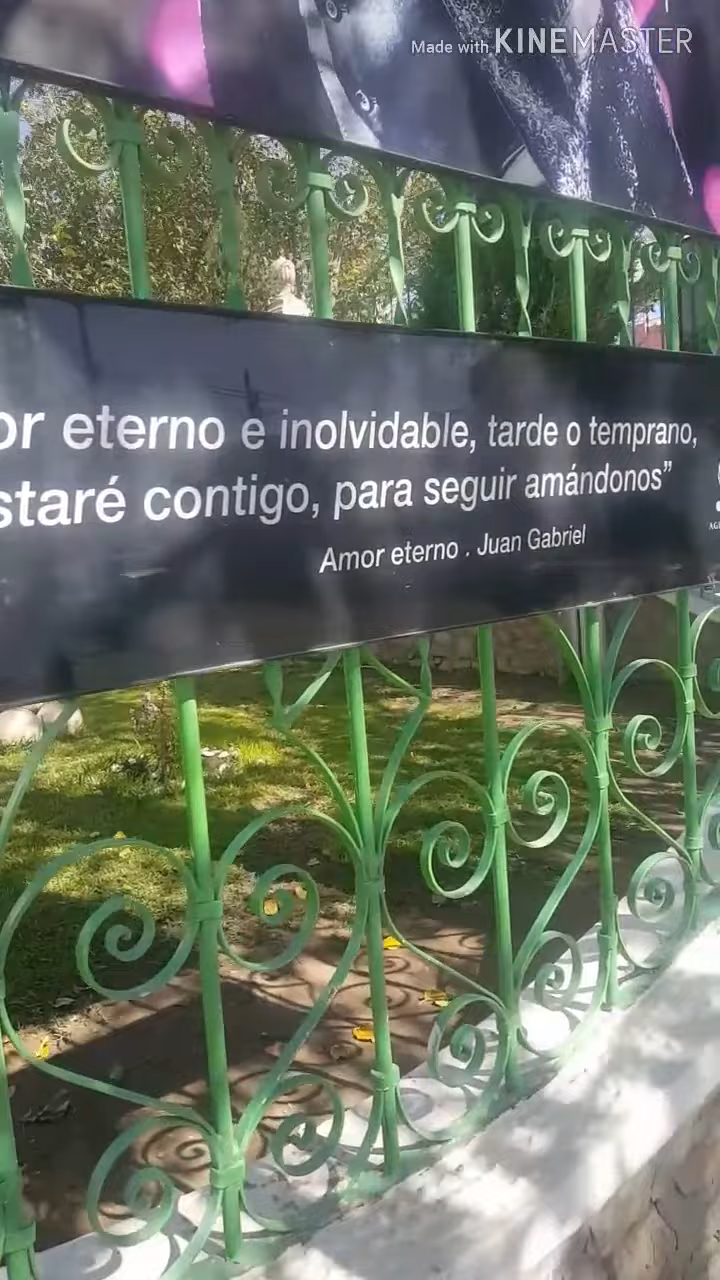 Made with KINEMASTER
or eterno e inolvidable, tarde o temprano,
staré contigo, para seguir amándonos”
Amor eterno . Juan Gabriel